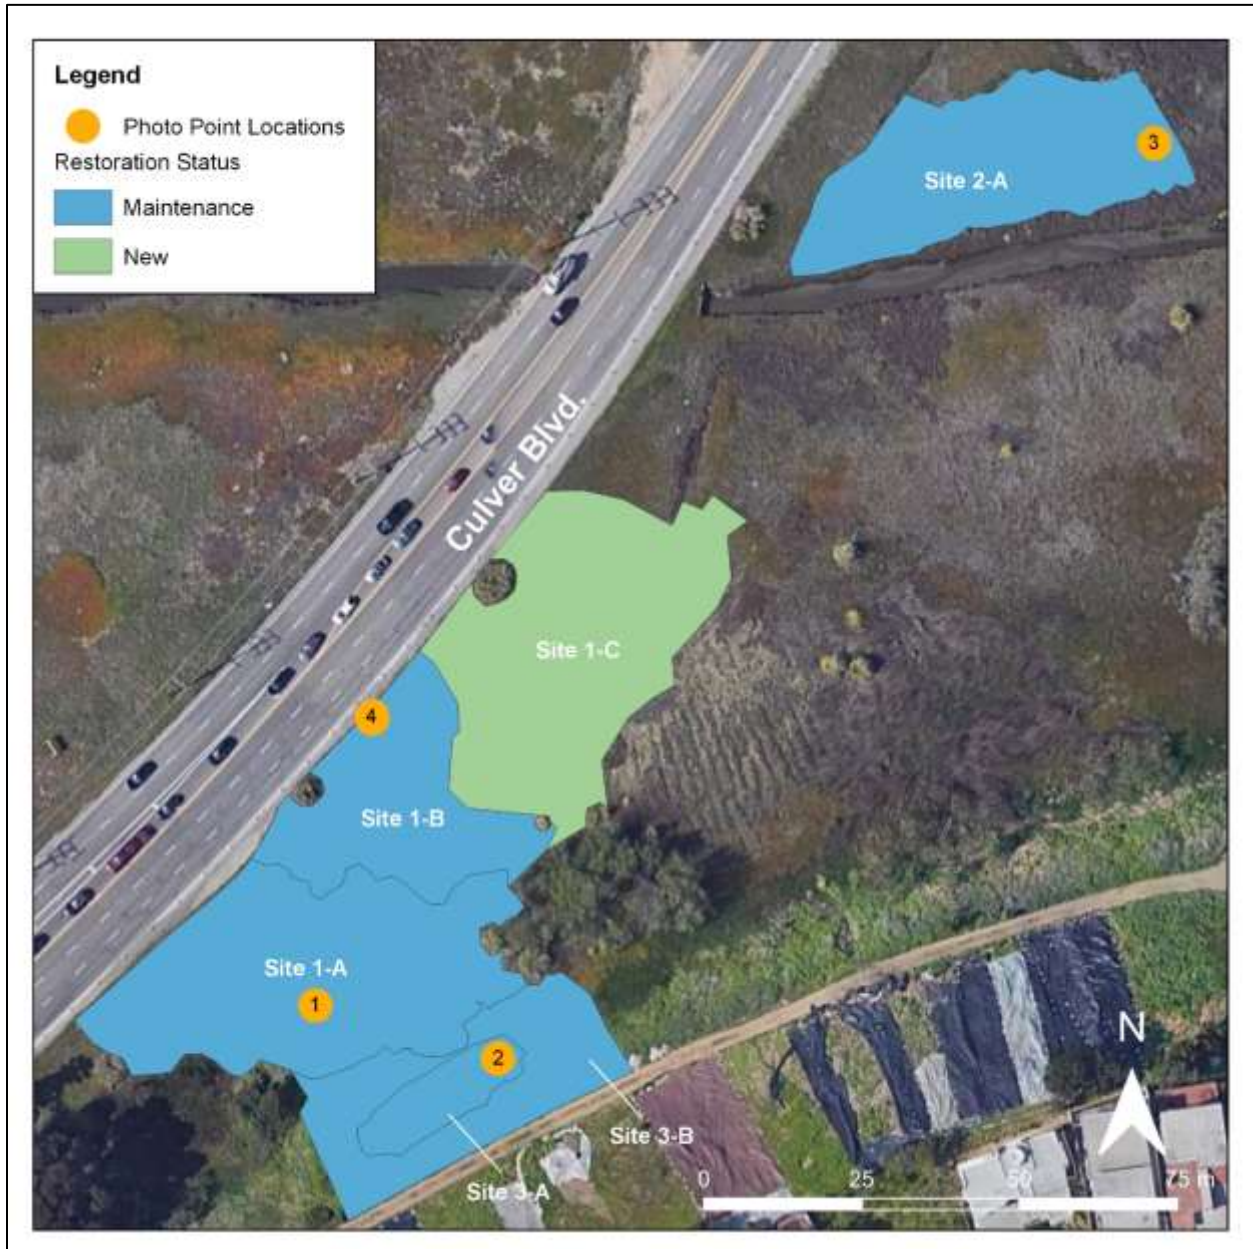 Legend
Photo Point Locations
Restoration Status
Maintenance
New
3
Site 2-A
Culver Blvd.
Site 1-C
4
Site 1-B
Site 1-A
1
2
N
Site 3-B
Site 3-A
0 25 50 75 m